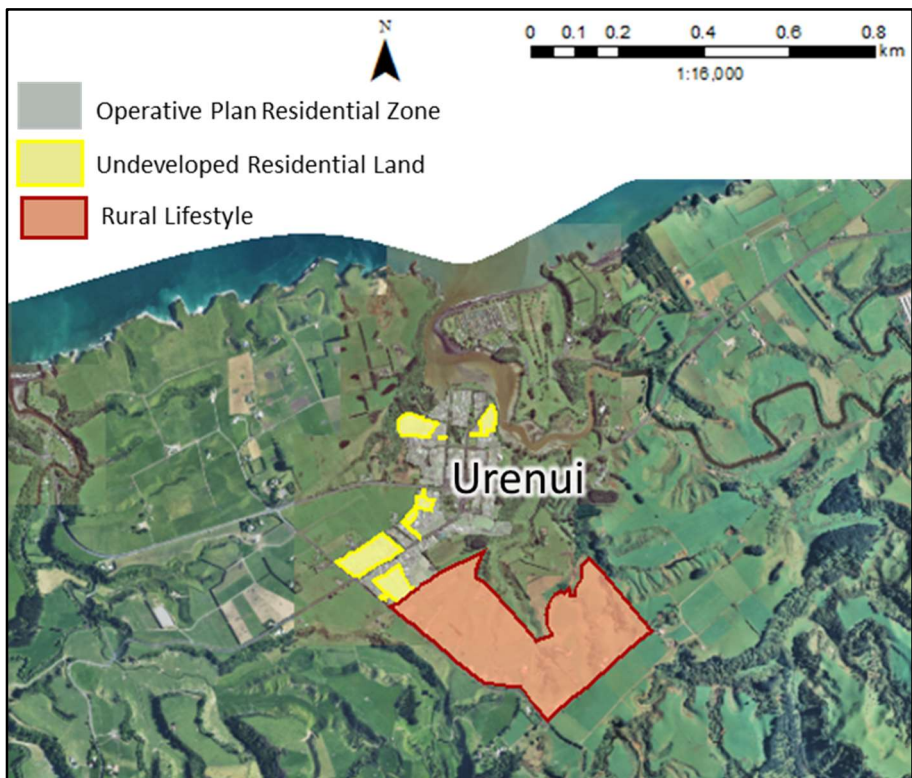 N
0 0.1 0.2 0.4 0.6 0.8
km
1:16,000
Operative Plan Residential Zone
Undeveloped Residential Land
Rural Lifestyle
Urenui